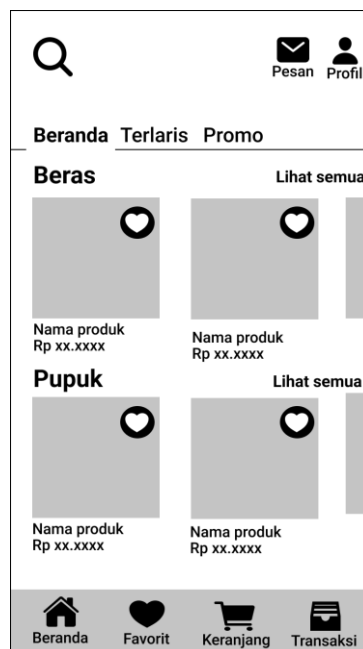 Pesan Profil
Beranda Terlaris Promo
Beras Lihat semua
Nama produk Nama produk
Rp xx.xxxx Rp xx.xxxx
Pupuk Lihat semua
Nama produk Nama produk
Rp xx.xxxx Rp xx.xxxx
Beranda Favorit Keranjang Transaksi